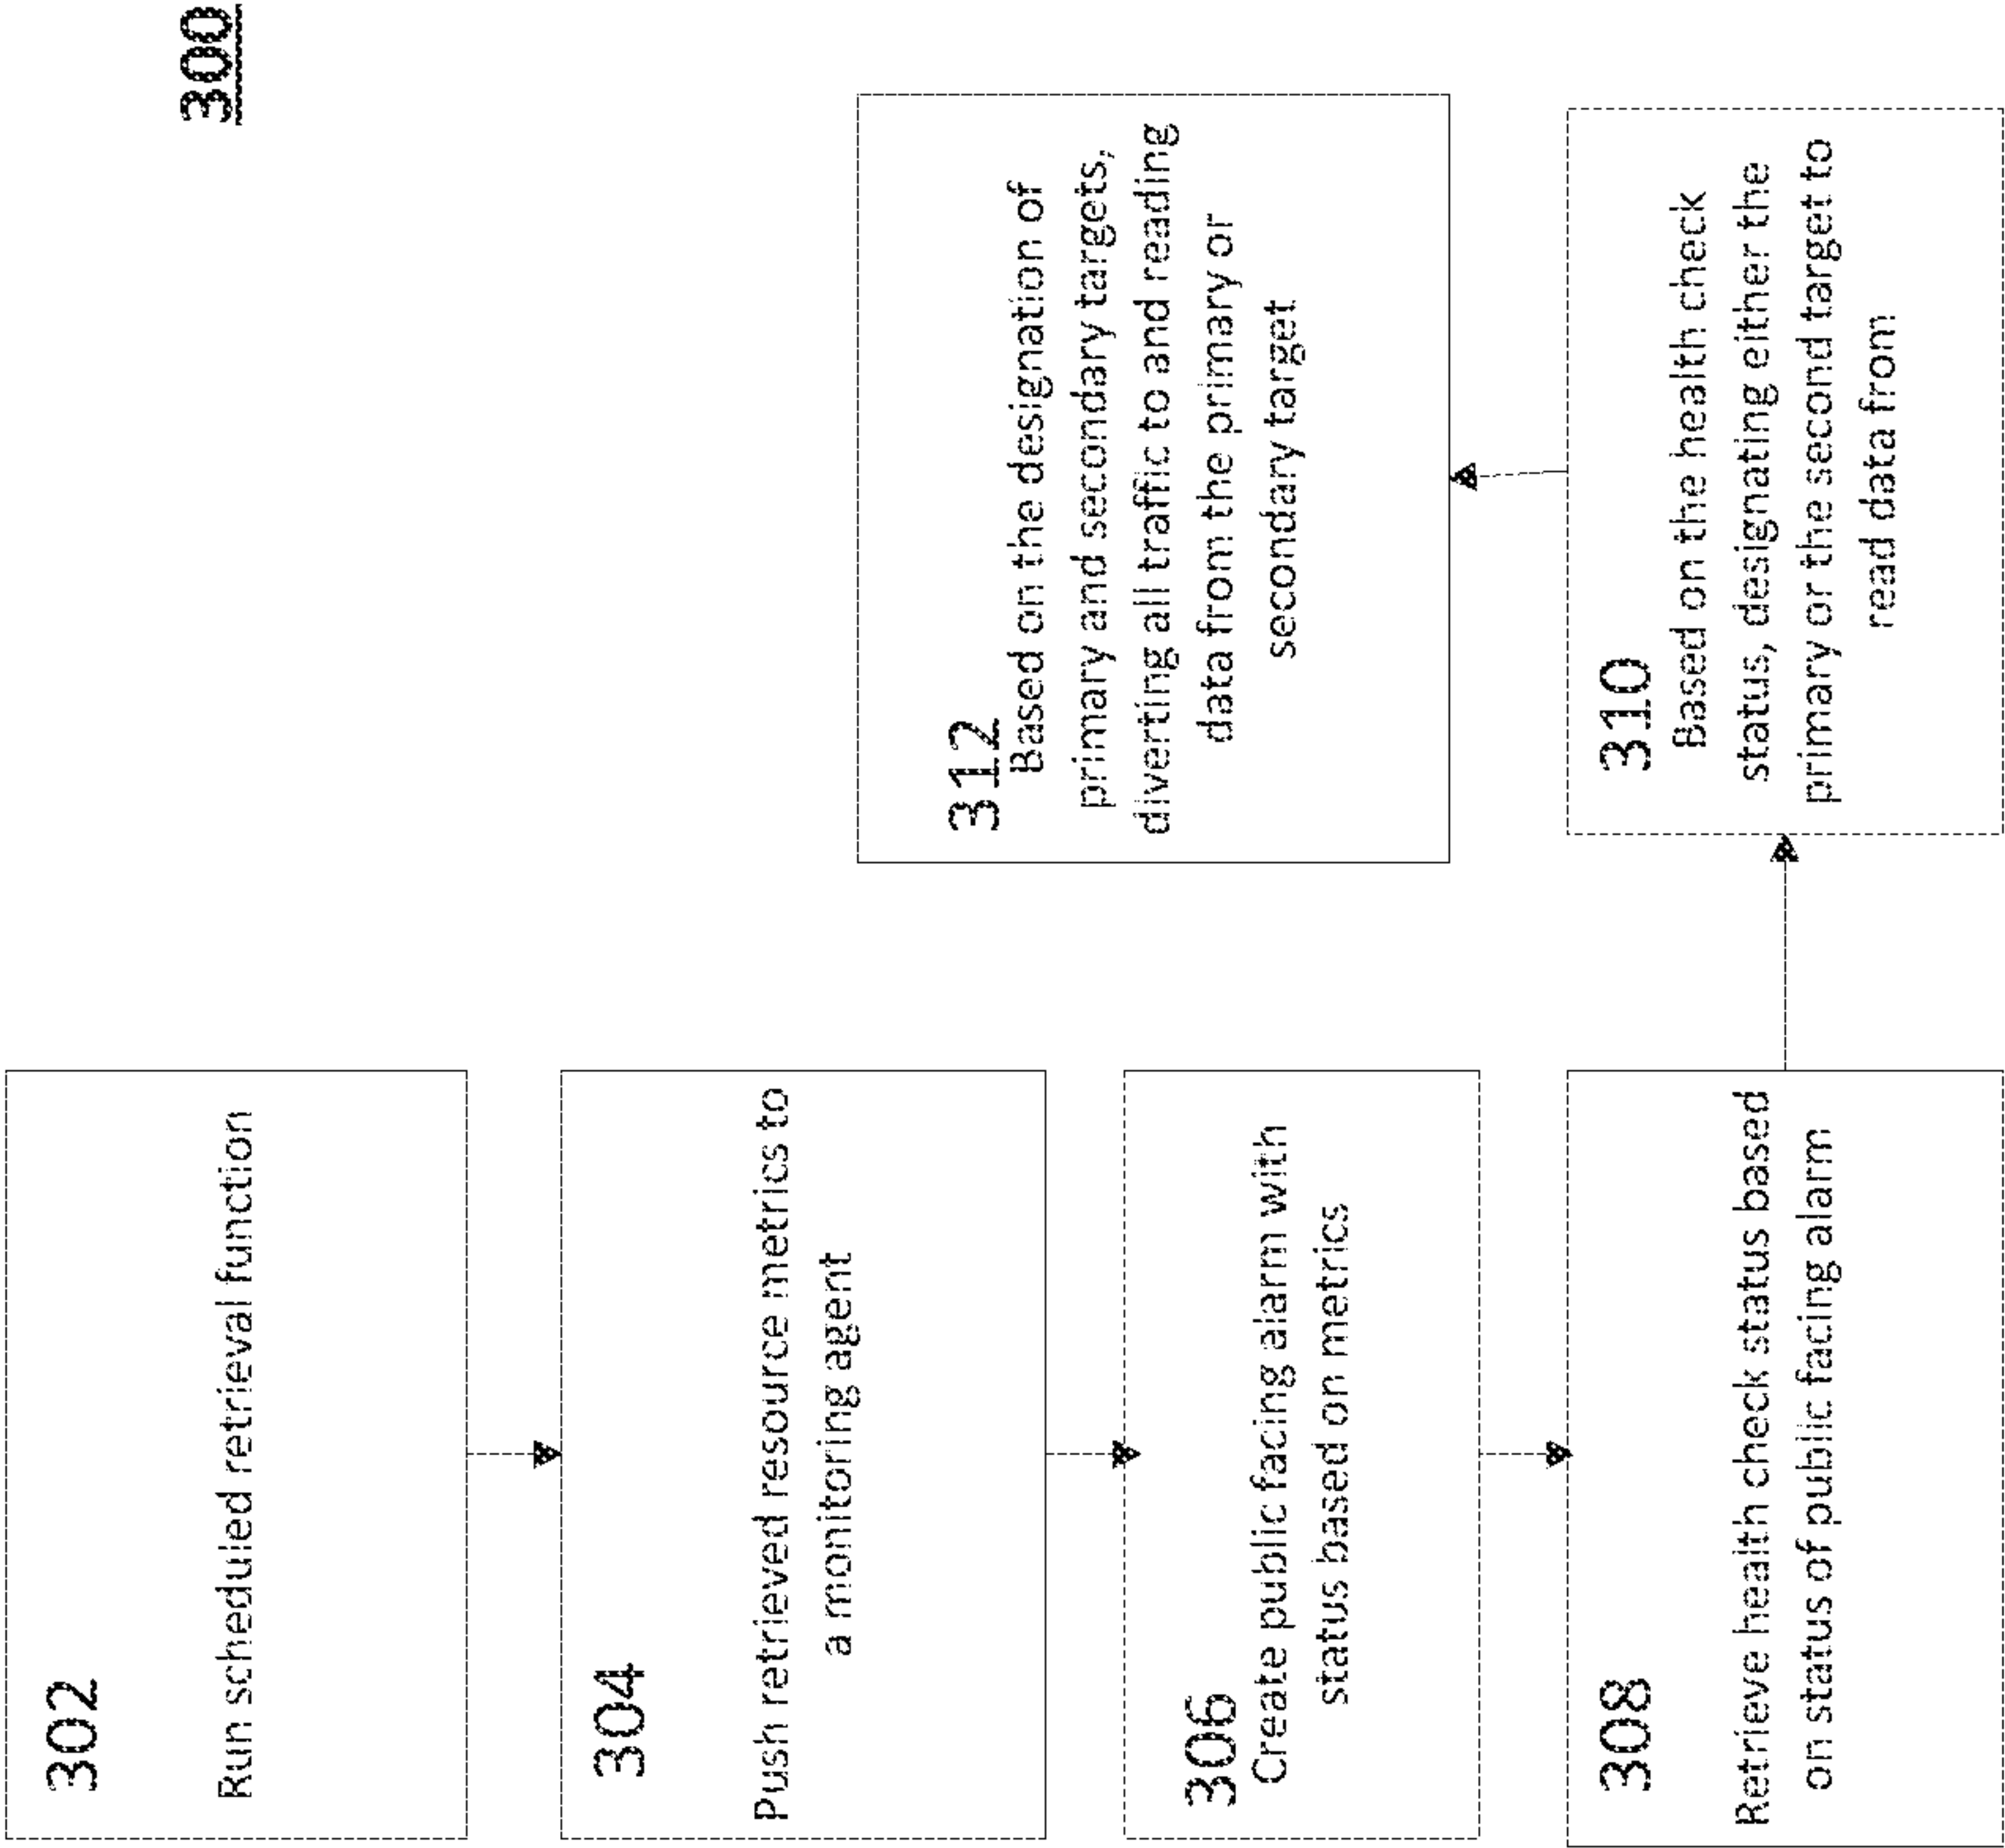 300
302
Run scheduled retrieval function
304
Push retrieved resource metrics to
a monitoring agent
306
Create public facing alarm with
status based on metrics
308
Retrieve health check status based
on status of public facing alarm
310
Based on the health check
status, designating either the
primary or the second target to
read data from
312
Based on the designation of
primary and secondary targets,
diverting all traffic to and reading
data from the primary or
secondary target